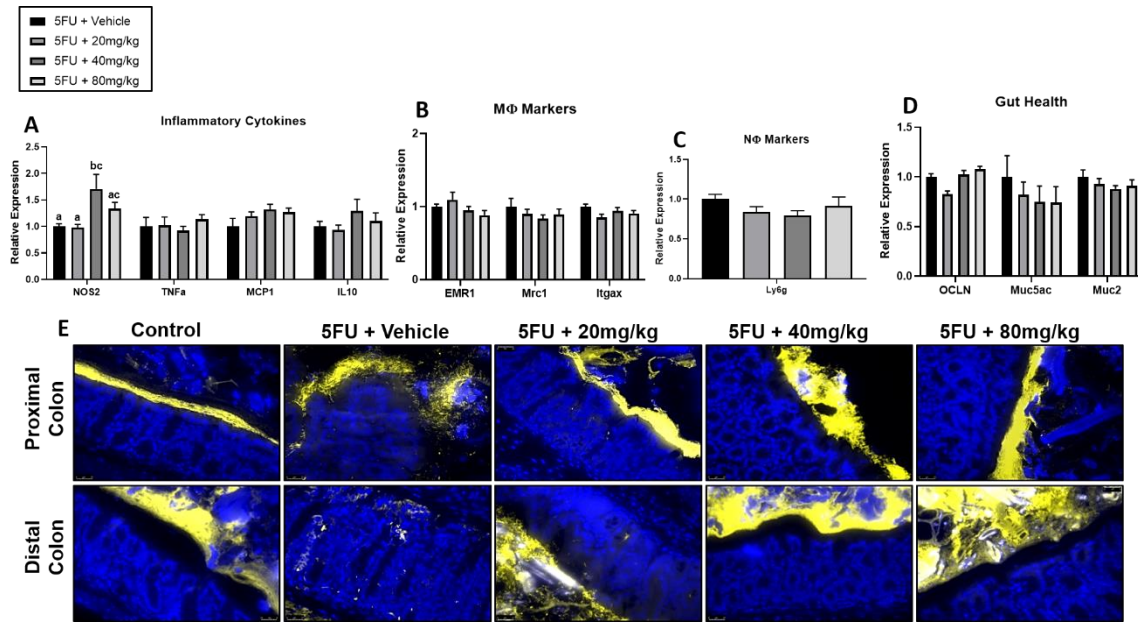 5FU + Vehicle
5FU + 20mg/kg
5FU + 40mg/kg
5FU + 80mg/kg
A
Inflammatory Cytokines
Relative Expression
2.5
2.0
1.5
1.0
0.5
0.0
a
a
bc
ac
NOS2
TNFa
MCP1
IL10
B
MΦ Markers
Relative Expression
2
1
0
EMR1
Mrc1
Itgax
C
NΦ Markers
Relative Expression
1.5
1.0
0.5
0.0
Ly6g
D
Gut Health
Relative Expression
1.5
1.0
0.5
0.0
OCLN
Muc5ac
Muc2
E
Control
5FU + Vehicle
5FU + 20mg/kg
5FU + 40mg/kg
5FU + 80mg/kg
Proximal
Colon
Distal
Colon